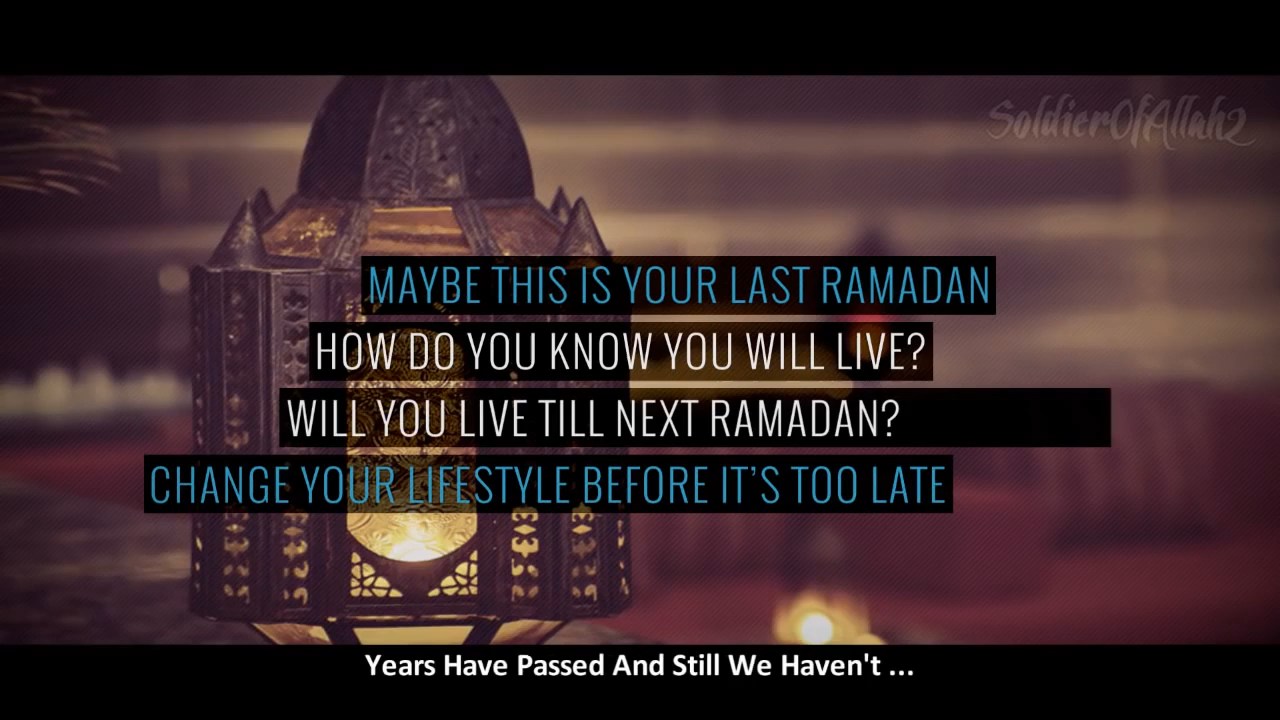 SoldierOfAllah2
MAYBE THIS IS YOUR LAST RAMADAN
HOW DO YOU KNOW YOU WILL LIVE?
WILL YOU LIVE TILL NEXT RAMADAN?
CHANGE YOUR LIFESTYLE BEFORE IT’S TOO LATE
Years Have Passed And Still We Haven't ...